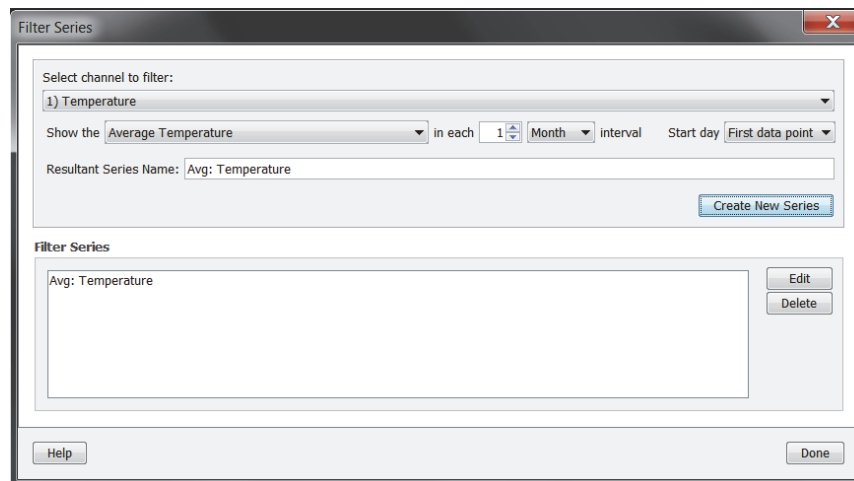 Filter Series
Select channel to filter:
1) Temperature
Show the Average Temperature in each 1 Month interval Start day First data point
Resultant Series Name: Avg: Temperature
Create New Series
Filter Series
Avg: Temperature
Edit
Delete
Help
Done